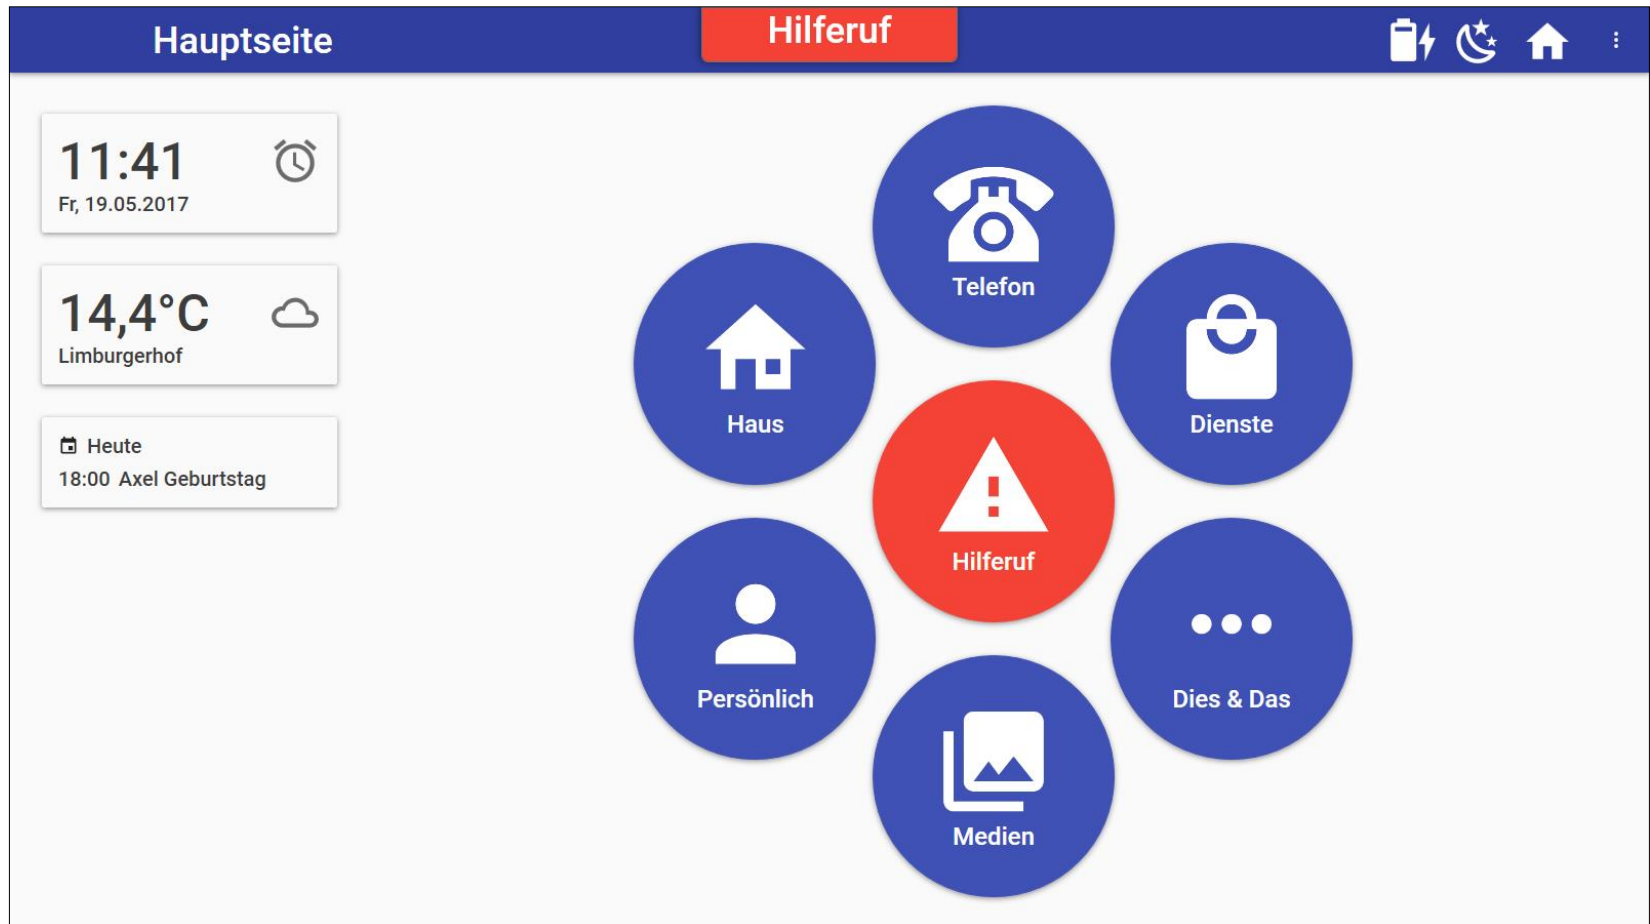 Hauptseite
Hilferuf
11:41
Fr, 19.05.2017
14,4°C
Limburgerhof
Heute
18:00 Axel Geburtstag
Telefon
Haus
Dienste
Hilferuf
Persönlich
Dies & Das
Medien